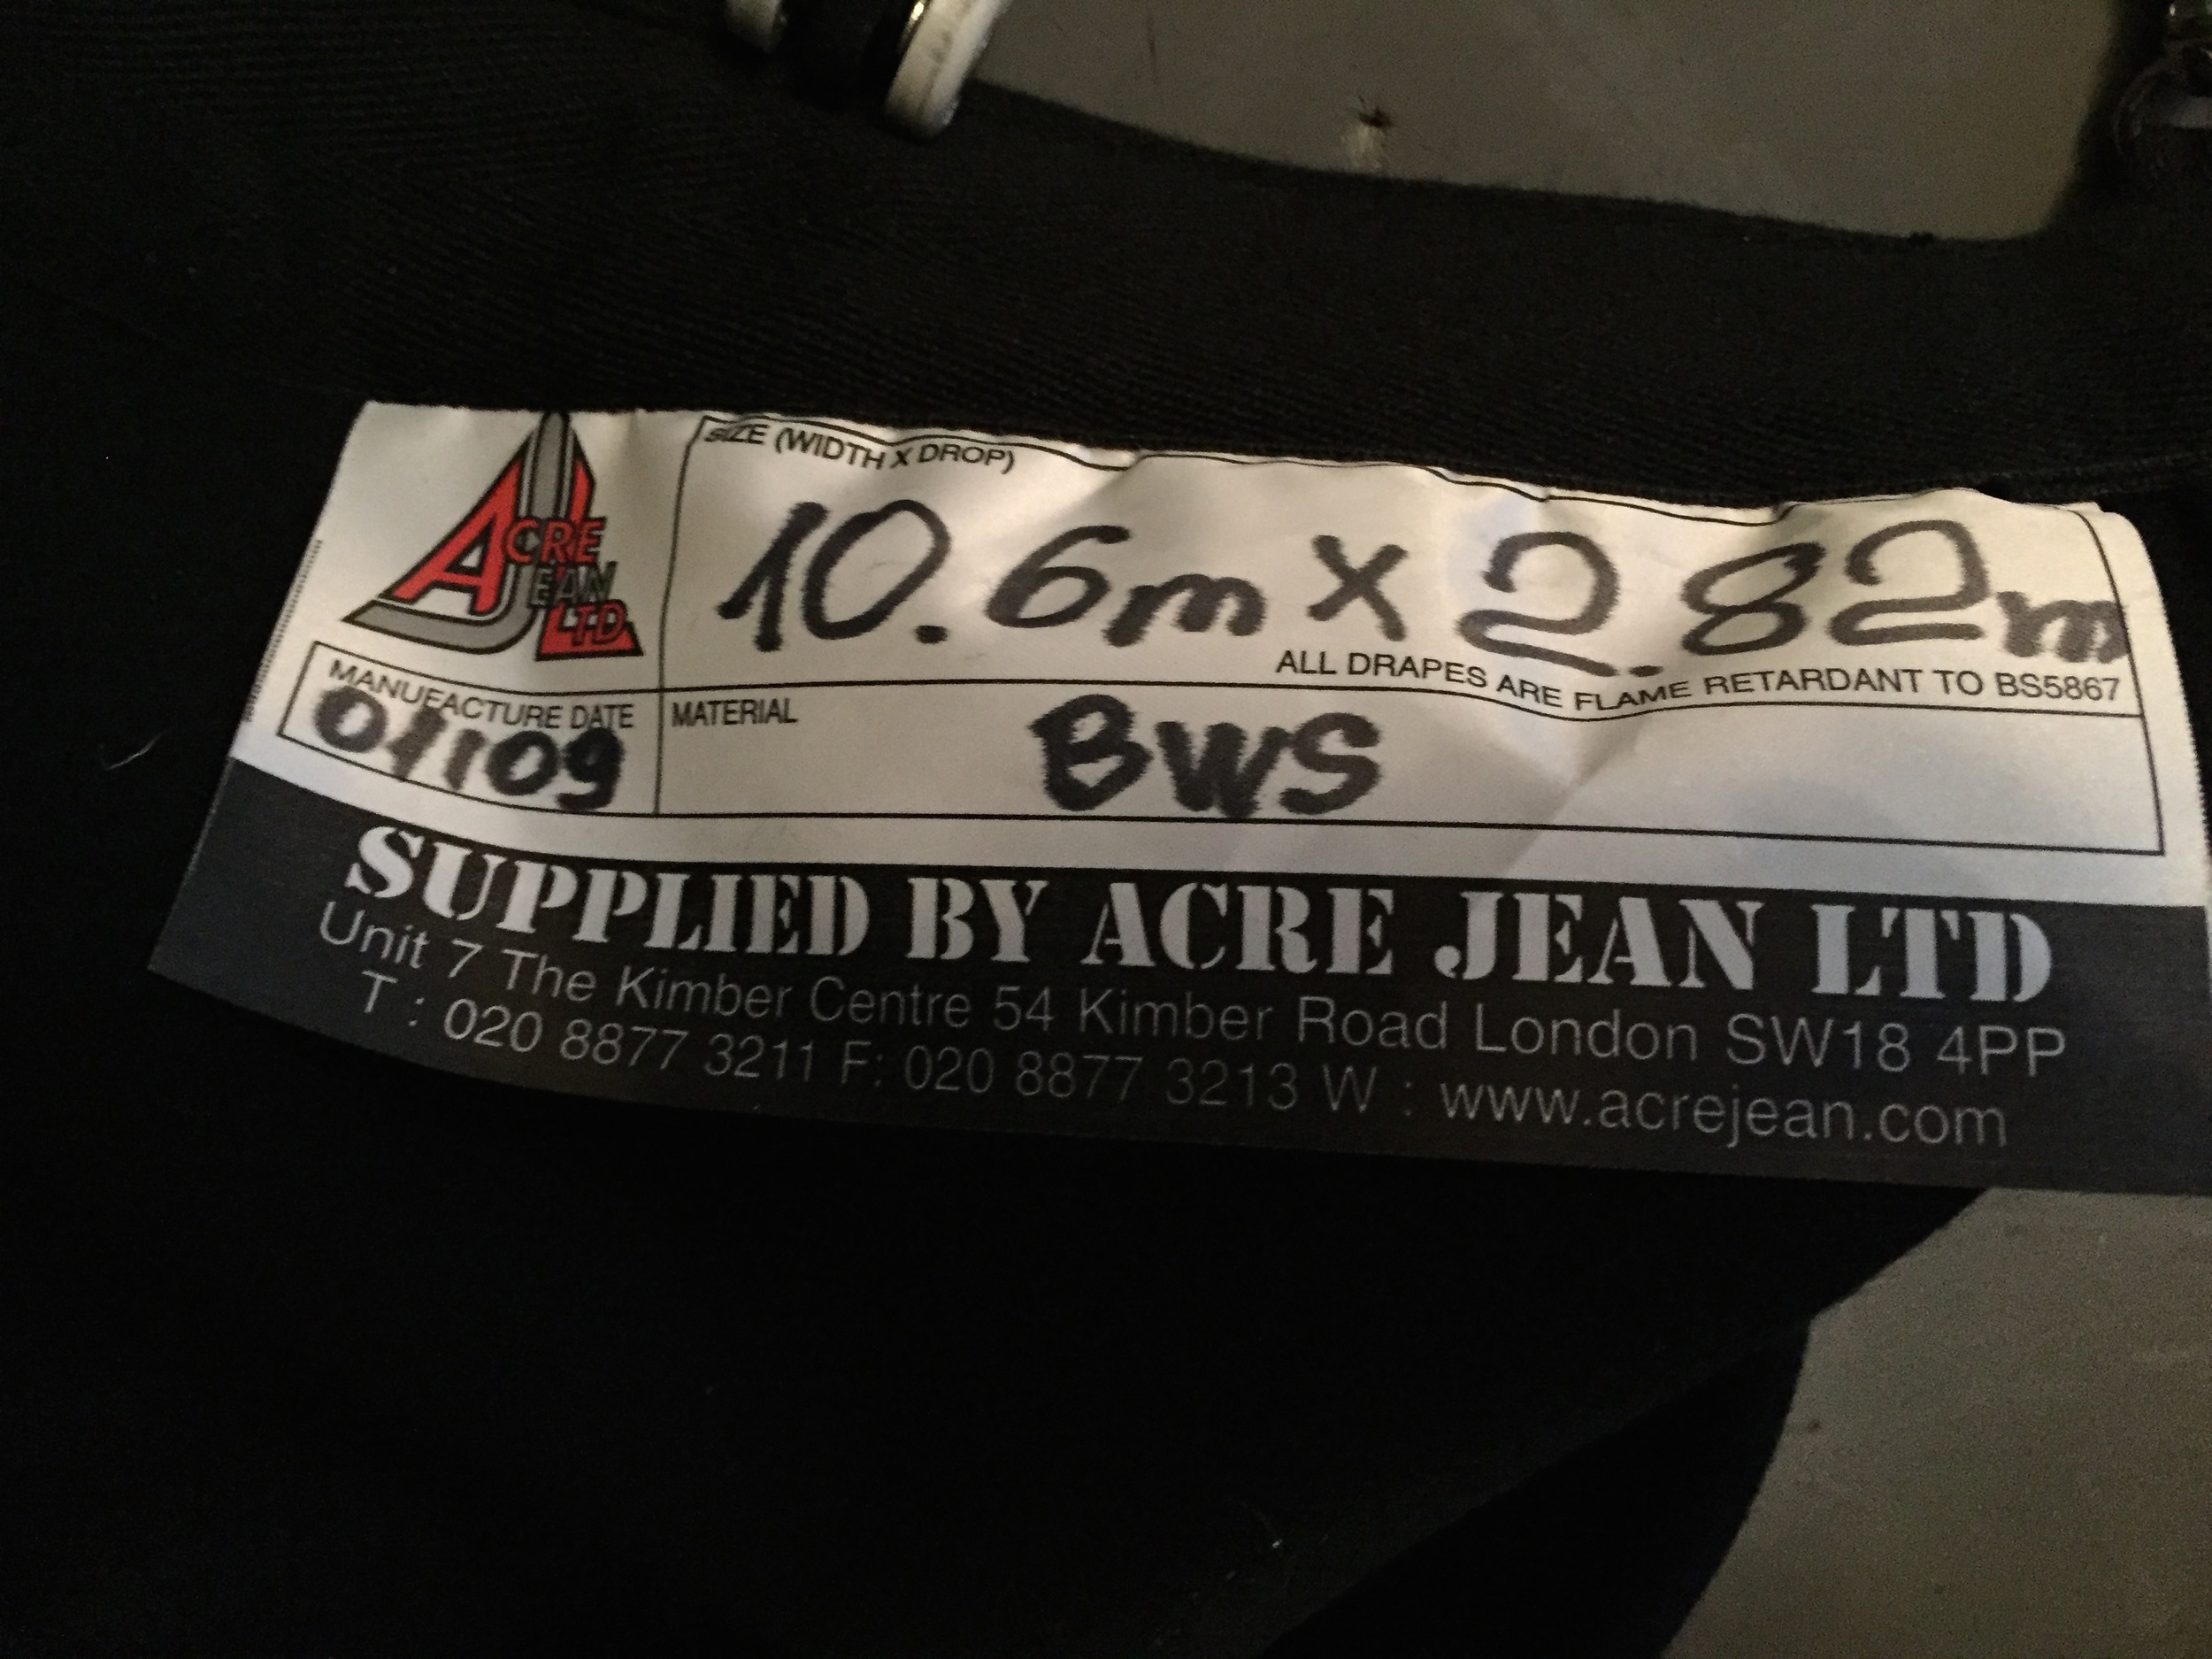 ACRE
JEAN
LTD
SIZE (WIDTH X DROP)
10.6m x 2.82m
ALL DRAPES ARE FLAME RETARDANT TO BS5867
MANUFACTURE DATE
MATERIAL
BWS
SUPPLIED BY ACRE JEAN LTD
Unit 7 The Kimber Centre 54 Kimber Road London SW18 4PP
T : 020 8877 3211 F: 020 8877 3213 W : www.acrejean.com